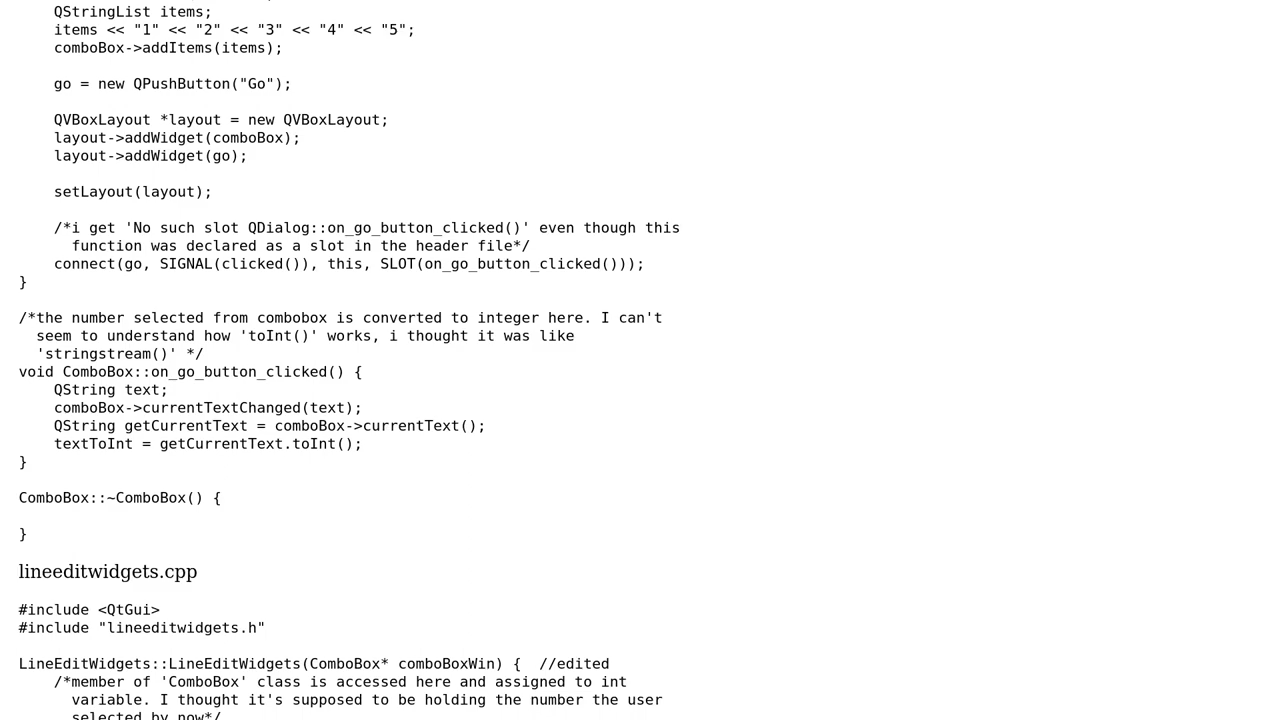 QStringList items;
items << "1" << "2" << "3" << "4" << "5";
comboBox->addItems(items);
go = new QPushButton("Go");
QVBoxLayout *layout = new QVBoxLayout;
layout->addWidget(comboBox);
layout->addWidget(go);
setLayout(layout);
/*i get 'No such slot QDialog::on_go_button_clicked()' even though this
function was declared as a slot in the header file*/
connect(go, SIGNAL(clicked()), this, SLOT(on_go_button_clicked()));
}
/*the number selected from combobox is converted to integer here. I can't
seem to understand how 'toInt()' works, i thought it was like
'stringstream()' */
void ComboBox::on_go_button_clicked() {
QString text;
comboBox->currentTextChanged(text);
QString getCurrentText = comboBox->currentText();
textToInt = getCurrentText.toInt();
}
ComboBox::~ComboBox() {
}
lineeditwidgets.cpp
#include <QtGui>
#include "lineeditwidgets.h"
LineEditWidgets::LineEditWidgets(ComboBox* comboBoxWin) {  //edited
/*member of 'ComboBox' class is accessed here and assigned to int
variable. I thought it's supposed to be holding the number the user
selected by now*/